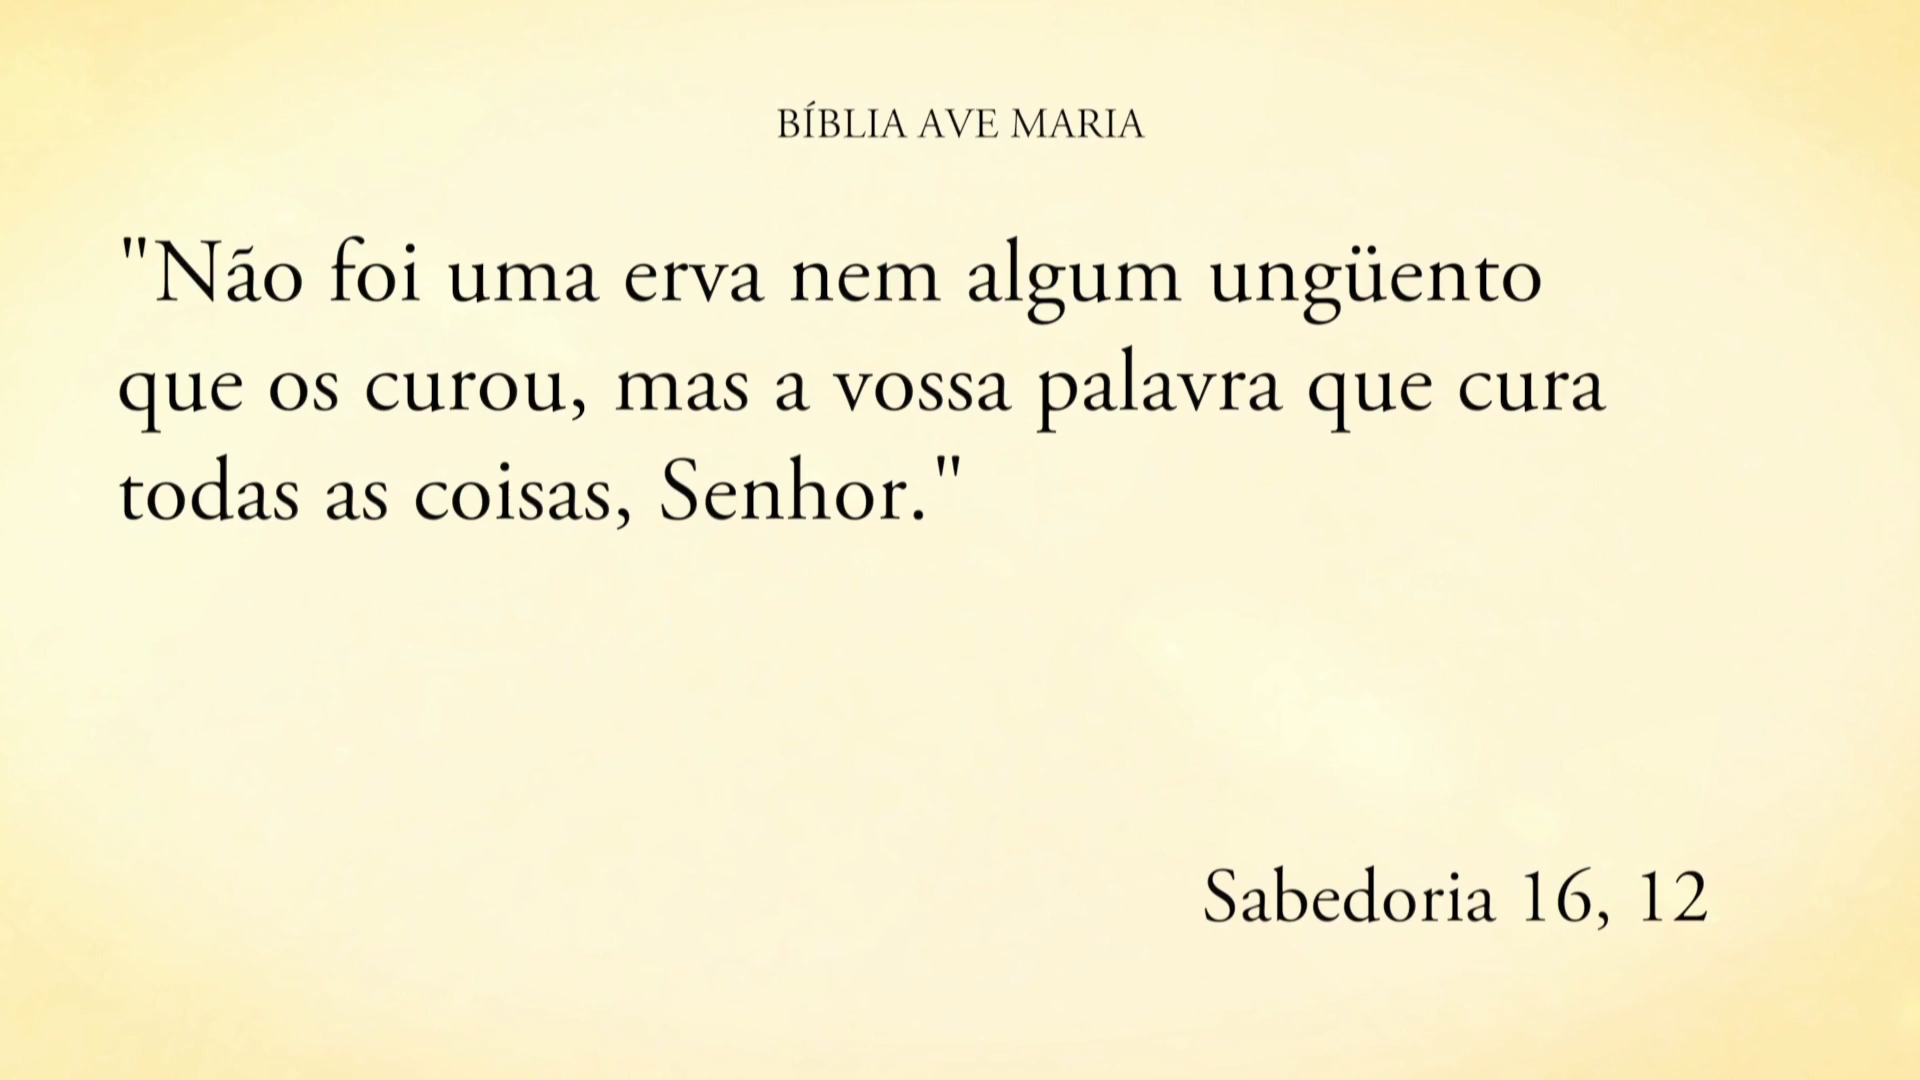 BÍBLIA AVE MARIA
"Não foi uma erva nem algum ungüento
que os curou, mas a vossa palavra que cura
todas as coisas, Senhor."
Sabedoria 16, 12